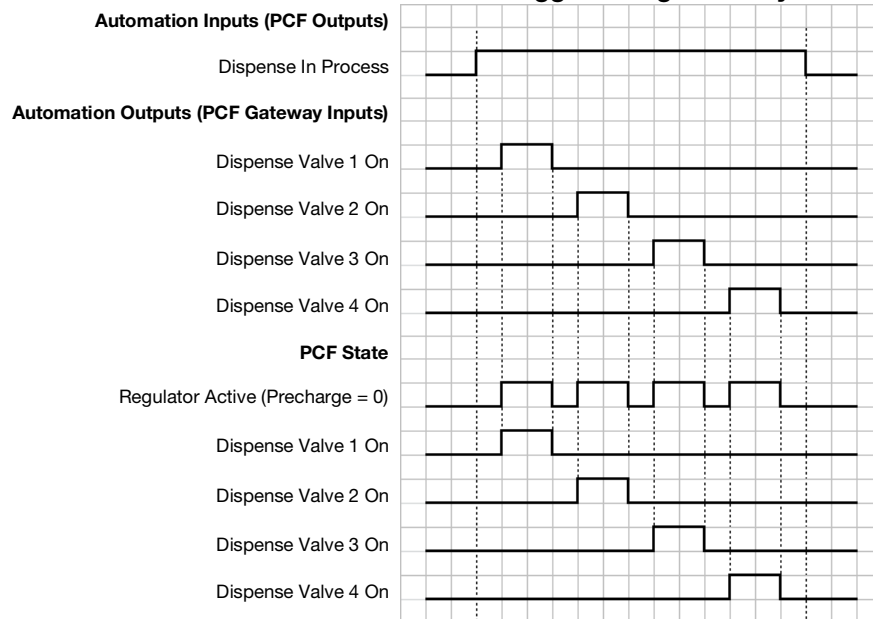 Automation Inputs (PCF Outputs)
Dispense In Process
Automation Outputs (PCF Gateway Inputs)
Dispense Valve 1 On
Dispense Valve 2 On
Dispense Valve 3 On
Dispense Valve 4 On
PCF State
Regulator Active (Precharge = 0)
Dispense Valve 1 On
Dispense Valve 2 On
Dispense Valve 3 On
Dispense Valve 4 On